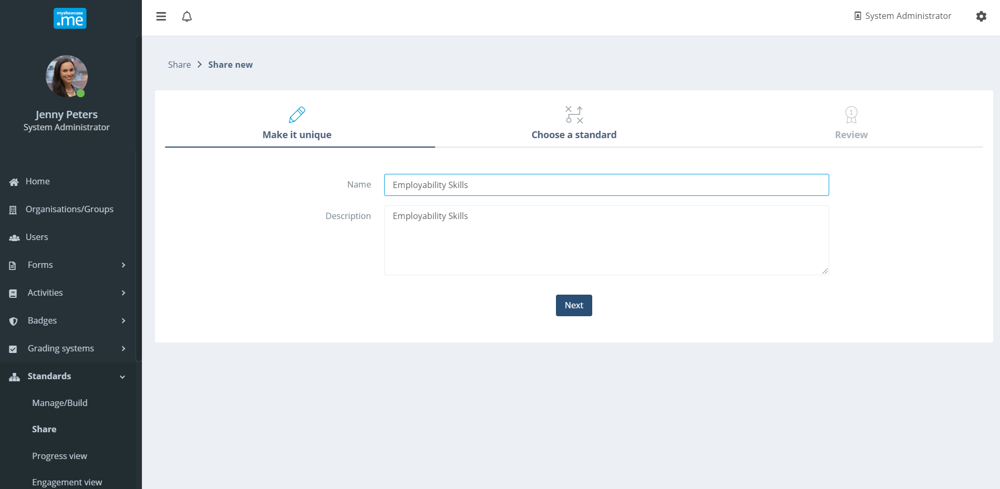 myshowcase
.me
System Administrator
Jenny Peters
System Administrator
Home
Organisations/Groups
Users
Forms
Activities
Badges
Grading systems
Standards
Manage/Build
Share
Progress view
Engagement view
Share > Share new
Make it unique
Choose a standard
1
Review
Name
Employability Skills
Description
Employability Skills
Next